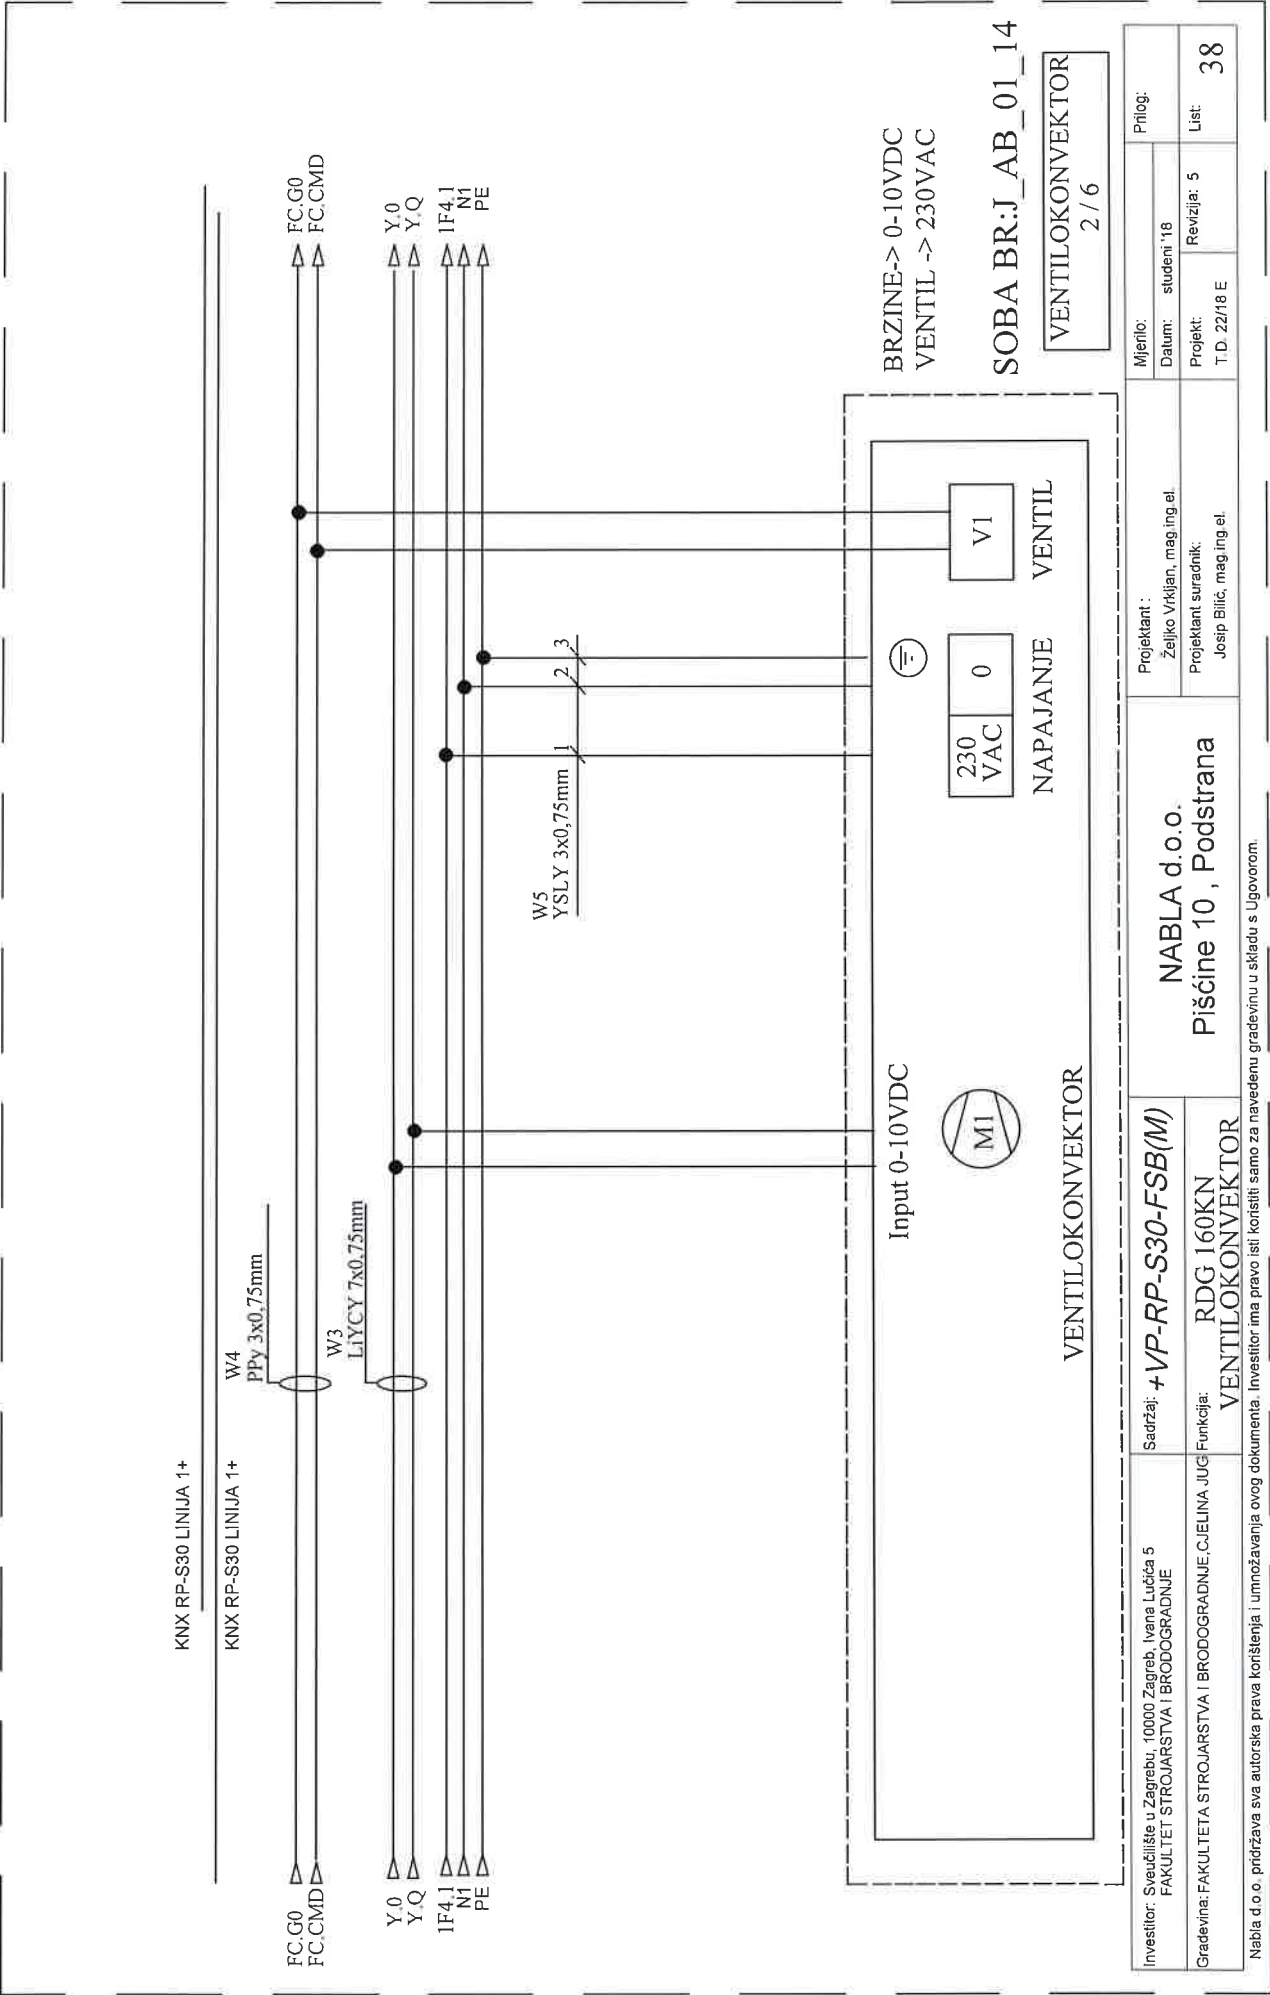 KNX RP-S30 LINIJA 1+
KNX RP-S30 LINIJA 1+
W4
PPy 3x0,75mm
W3
LiYCY 7x0,75mm
FC.G0
FC.CMD
Y.0
Y.Q
1F4.1
N1
PE
FC.G0
FC.CMD
Y.0
Y.Q
1F4.1
N1
PE
W5
YSLY 3x0,75mm
1
2
3
BRZINE-> 0-10VDC
VENTIL -> 230VAC
SOBA BR:J_AB_01_14
VENTILOKONVEKTOR
2 / 6
Input 0-10VDC
M1
230
VAC
0
NAPAJANJE
V1
VENTIL
VENTILOKONVEKTOR
Investitor: Sveučilište u Zagrebu, 10000 Zagreb, Ivana Lučića 5
FAKULTET STROJARSTVA I BRODOGRADNJE
Građevina: FAKULTETA STROJARSTVA I BRODOGRADNJE,CJELINA JUG
Sadržaj: +VP-RP-S30-FSB(M)
Funkcija: RDG 160KN
VENTILOKONVEKTOR
NABLA d.o.o.
Pišćine 10 , Podstrana
Projektant :
Željko Vrkljan, mag.ing.el.
Projektant suradnik:
Josip Bilić, mag.ing.el.
Mjerilo:
Datum: studeni '18
Projekt:
T.D. 22/18 E
Revizija: 5
Prilog:
List: 38
Nabla d.o.o. pridržava sva autorska prava korištenja i umnožavanja ovog dokumenta. Investitor ima pravo isti koristiti samo za navedenu građevinu u skladu s Ugovorom.